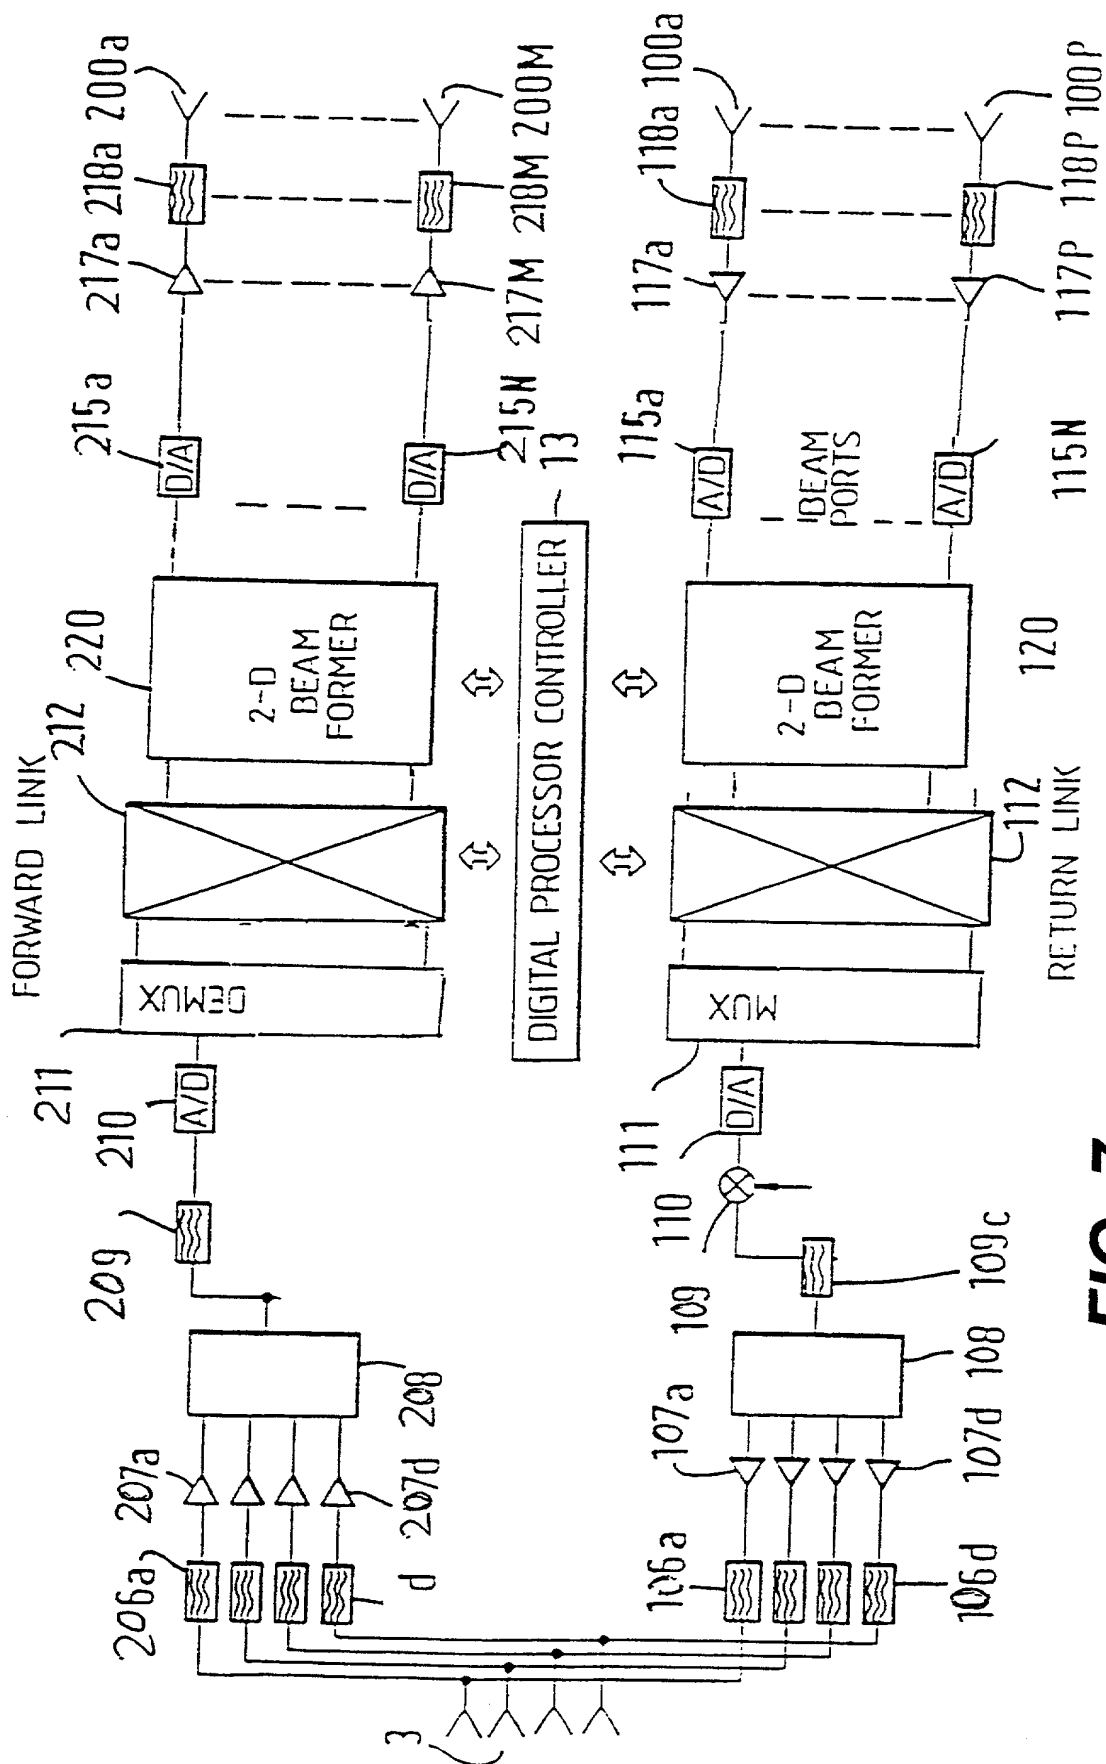 FORWARD LINK
211
212
220
215a
217a
218a
200a
210
209
207a
206a
A/D
DEMUX
2-D
BEAM
FORMER
D/A
D/A
208
207d
d
215N
217M
218M
200M
13
DIGITAL PROCESSOR CONTROLLER
3
111
110
109
107a
106a
115a
117a
118a
100a
D/A
MUX
2-D
BEAM
FORMER
A/D
BEAM
PORTS
A/D
109c
108
107d
106d
112
RETURN LINK
120
115N
117P
118P
100P